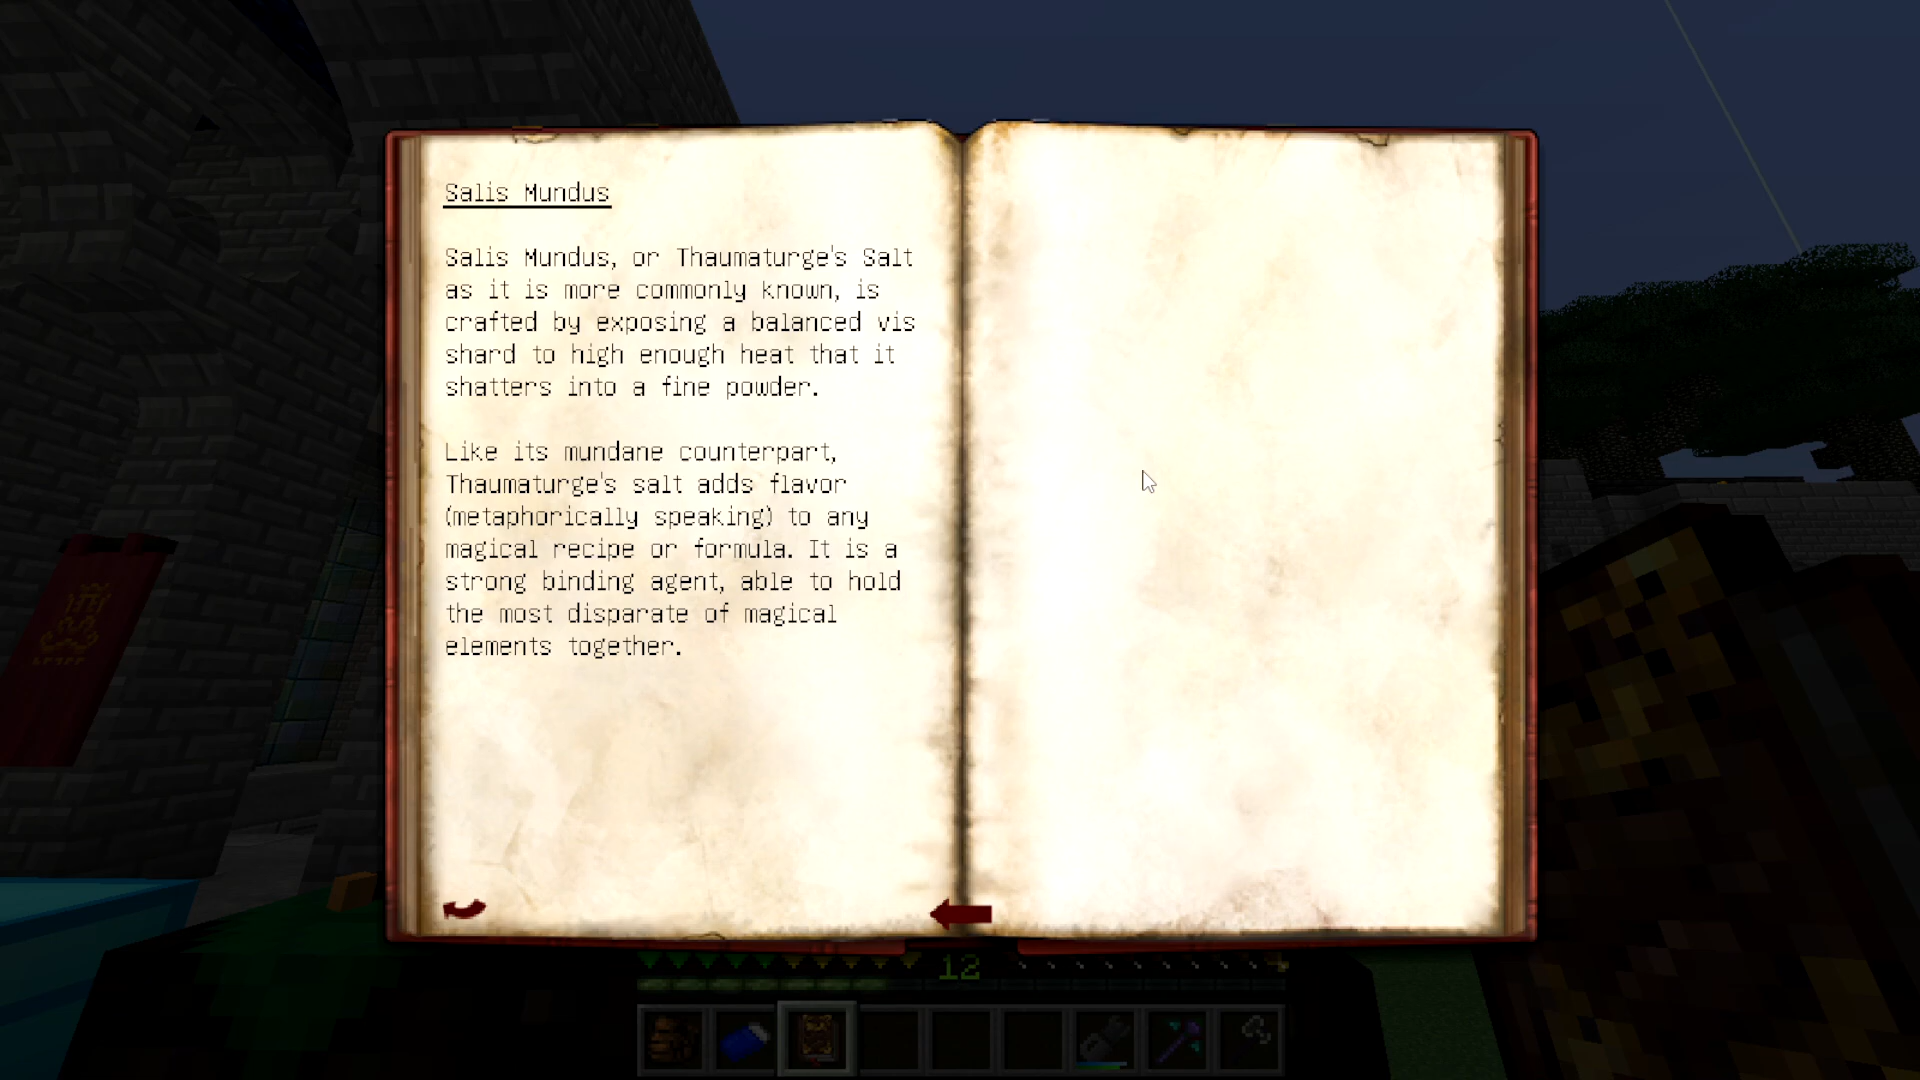 Salis Mundus
Salis Mundus, or Thaumaturge's Salt
as it is more commonly known, is
crafted by exposing a balanced vis
shard to high enough heat that it
shatters into a fine powder.
Like its mundane counterpart,
Thaumaturge's salt adds flavor
(metaphorically speaking) to any
magical recipe or formula. It is a
strong binding agent, able to hold
the most disparate of magical
elements together.
12